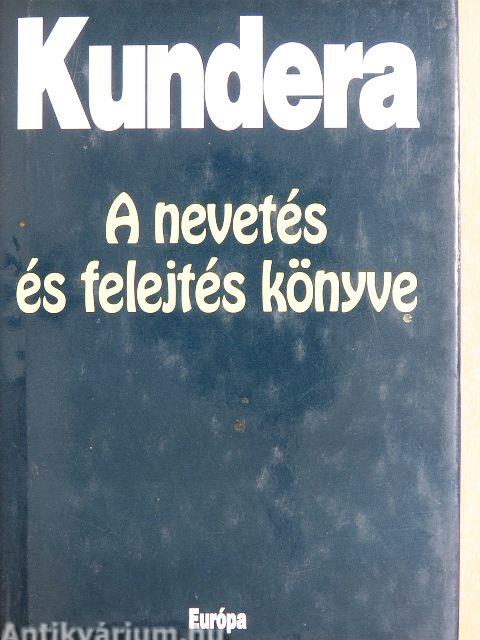 Kundera
A nevetés
és felejtés könyve
Európa
Antikvárium.hu